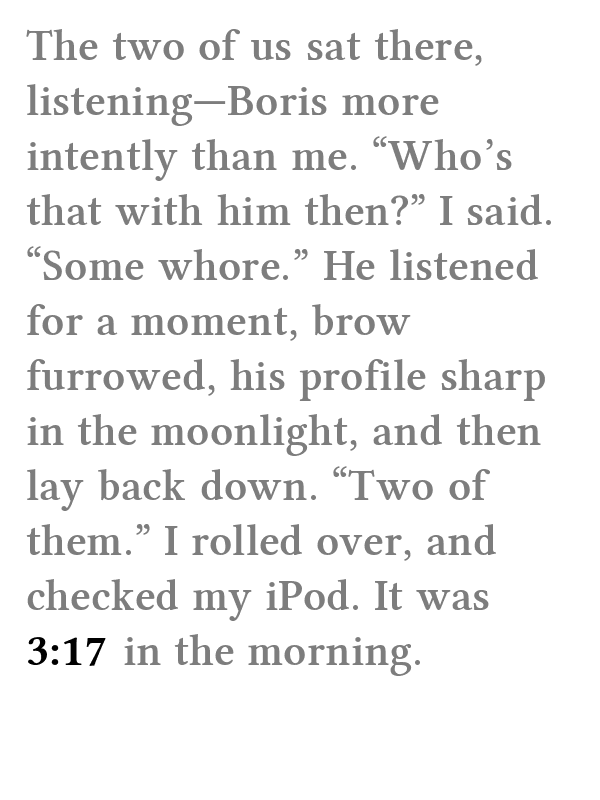 The two of us sat there,
listening—Boris more
intently than me. “Who’s
that with him then?” I said.
“Some whore.” He listened
for a moment, brow
furrowed, his profile sharp
in the moonlight, and then
lay back down. “Two of
them.” I rolled over, and
checked my iPod. It was
3:17 in the morning.